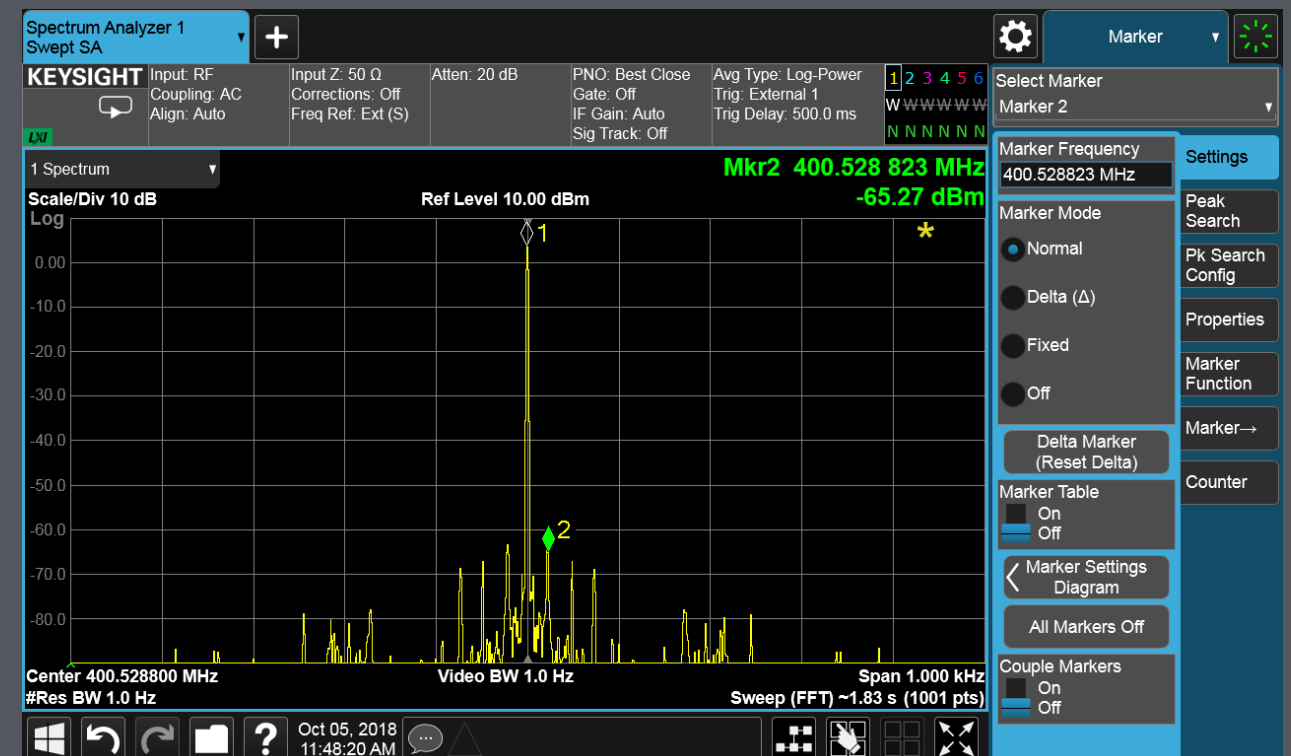 Spectrum Analyzer 1
Swept SA
Marker
KEYSIGHT
LXI
Input: RF
Coupling: AC
Align: Auto
Input Z: 50 Ω
Corrections: Off
Freq Ref: Ext (S)
Atten: 20 dB
PNO: Best Close
Gate: Off
IF Gain: Auto
Sig Track: Off
Avg Type: Log-Power
Trig: External 1
Trig Delay: 500.0 ms
1 2 3 4 5 6
W W W W W W
N N N N N N
Select Marker
Marker 2
1 Spectrum
Mkr2 400.528 823 MHz
Scale/Div 10 dB
Ref Level 10.00 dBm
-65.27 dBm
Log
1
*
0.00
-10.0
-20.0
-30.0
-40.0
-50.0
-60.0
2
-70.0
-80.0
Center 400.528800 MHz
Video BW 1.0 Hz
Span 1.000 kHz
#Res BW 1.0 Hz
Sweep (FFT) ~1.83 s (1001 pts)
Marker Frequency
400.528823 MHz
Marker Mode
Normal
Delta (Δ)
Fixed
Off
Delta Marker
(Reset Delta)
Marker Table
On
Off
Marker Settings
Diagram
All Markers Off
Couple Markers
On
Off
Settings
Peak
Search
Pk Search
Config
Properties
Marker
Function
Marker→
Counter
?
Oct 05, 2018
11:48:20 AM